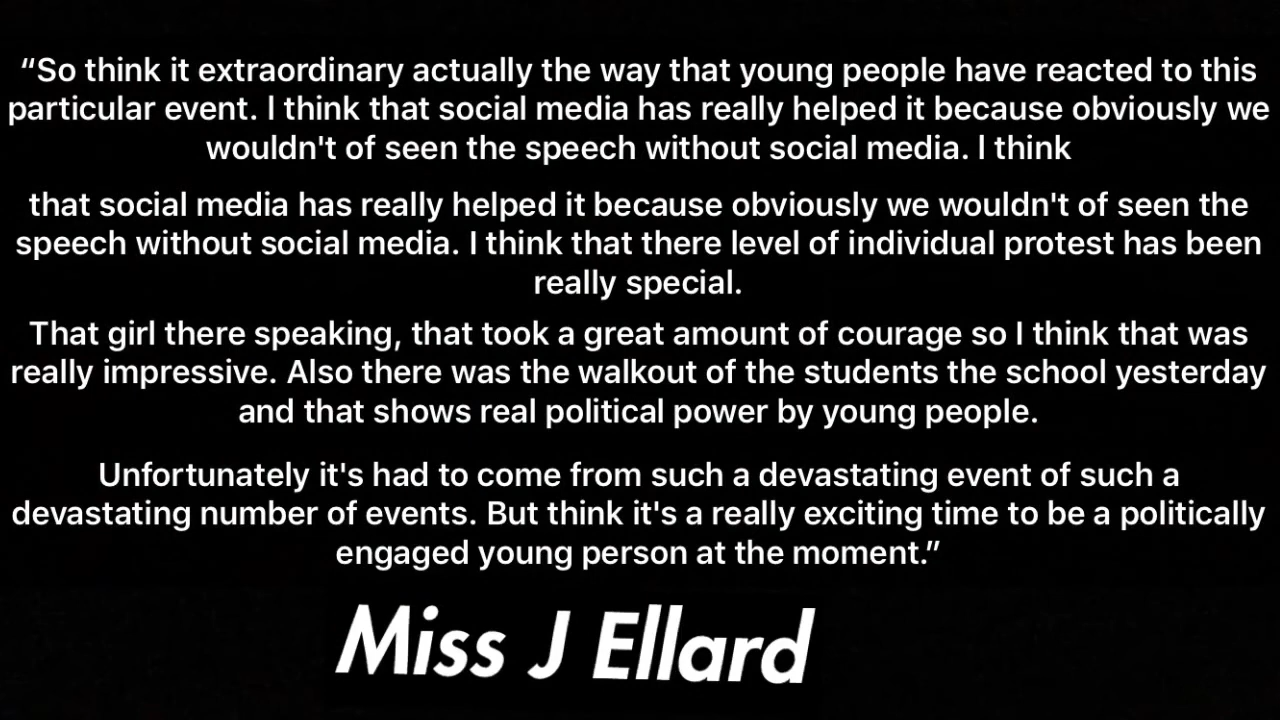 “So think it extraordinary actually the way that young people have reacted to this
particular event. I think that social media has really helped it because obviously we
wouldn't of seen the speech without social media. I think
that social media has really helped it because obviously we wouldn't of seen the
speech without social media. I think that there level of individual protest has been
really special.
That girl there speaking, that took a great amount of courage so I think that was
really impressive. Also there was the walkout of the students the school yesterday
and that shows real political power by young people.
Unfortunately it's had to come from such a devastating event of such a
devastating number of events. But think it's a really exciting time to be a politically
engaged young person at the moment.”
Miss J Ellard